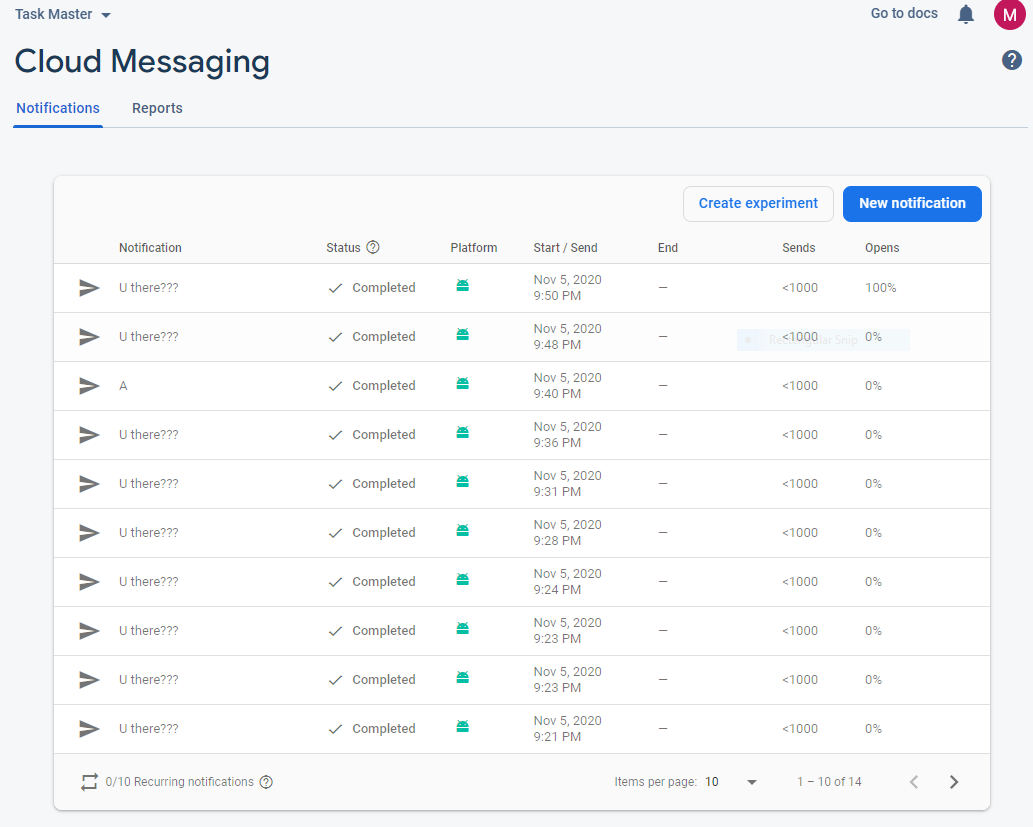 Task Master
Go to docs
M
Cloud Messaging
?
Notifications Reports
Create experiment New notification
Notification Status ? Platform Start / Send End Sends Opens
U there??? Completed Nov 5, 2020 9:50 PM — <1000 100%
U there??? Completed Nov 5, 2020 9:48 PM — <1000 0%
Rectangular Snip
A Completed Nov 5, 2020 9:40 PM — <1000 0%
U there??? Completed Nov 5, 2020 9:36 PM — <1000 0%
U there??? Completed Nov 5, 2020 9:31 PM — <1000 0%
U there??? Completed Nov 5, 2020 9:28 PM — <1000 0%
U there??? Completed Nov 5, 2020 9:24 PM — <1000 0%
U there??? Completed Nov 5, 2020 9:23 PM — <1000 0%
U there??? Completed Nov 5, 2020 9:23 PM — <1000 0%
U there??? Completed Nov 5, 2020 9:21 PM — <1000 0%
0/10 Recurring notifications ? Items per page: 10 1 – 10 of 14